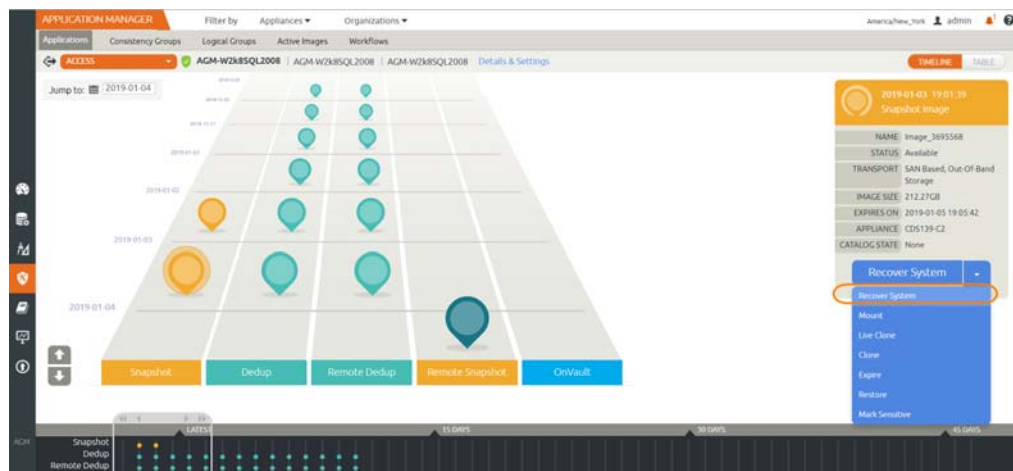 APPLICATION MANAGER
Filter by
Appliances
Organizations
America/New_York
admin
Applications
Consistency Groups
Logical Groups
Active Images
Workflows
ACCESS
AGM-W2k8SQL2008 | AGM-W2k8SQL2008 | AGM-W2k8SQL2008
Details & Settings
TIMELINE
TABLE
Jump to:
2019-01-04
2019-01-02
2019-01-03
2019-01-04
Snapshot
Dedup
Remote Dedup
Remote Snapshot
OnVault
2019-01-03 19:01:39
Snapshot Image
NAME Image_3695568
STATUS Available
TRANSPORT SAN Based, Out-Of-Band
Storage
IMAGE SIZE 212.27GB
EXPIRES ON 2019-01-05 19:05:42
APPLIANCE CDS139-C2
CATALOG STATE None
Recover System
Recover System
Mount
Live Clone
Clone
Expire
Restore
Mark Sensitive
LATEST
15 DAYS
30 DAYS
45 DAYS
AGM
Snapshot
Dedup
Remote Dedup